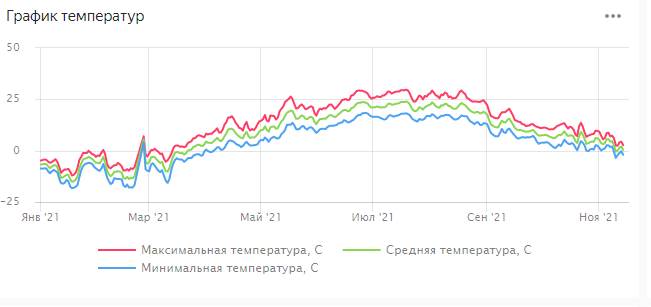 График температур
50
25
0
-25
Янв '21 Мар '21 Май '21 Июл '21 Сен '21 Ноя '21
Максимальная температура, С Средняя температура, С
Минимальная температура, С